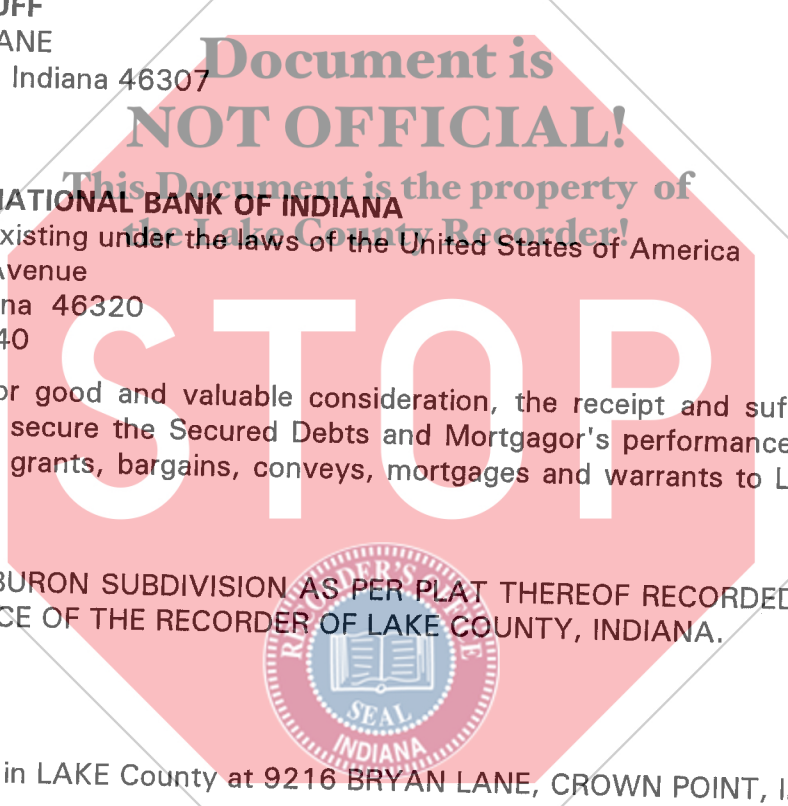 UFF
ANE
Indiana 46307
Document is
NOT OFFICIAL!
This Document is the property of
the Lake County Recorder!
NATIONAL BANK OF INDIANA
xisting under the laws of the United States of America
Avenue
na 46320
40
STOP
or good and valuable consideration, the receipt and suf
secure the Secured Debts and Mortgagor's performance
grants, bargains, conveys, mortgages and warrants to L
BURON SUBDIVISION AS PER PLAT THEREOF RECORDED
CE OF THE RECORDER OF LAKE COUNTY, INDIANA.
RECORDER'S OFFICE
SEAL
INDIANA
in LAKE County at 9216 BRYAN LANE, CROWN POINT, I